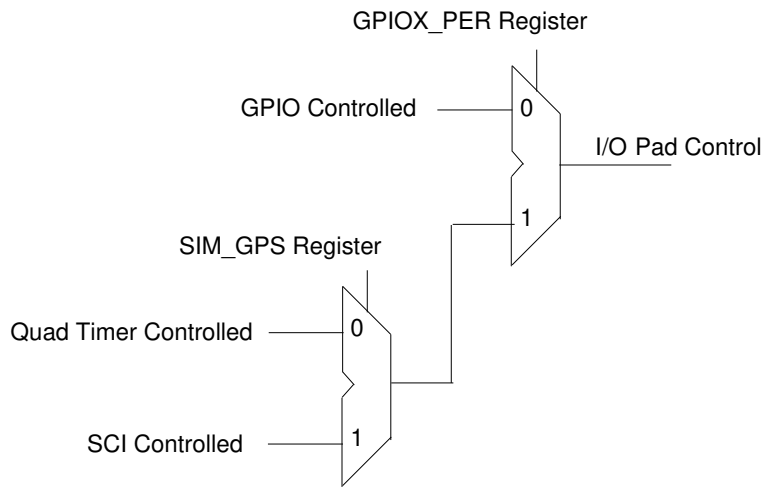 GPIOX_PER Register
GPIO Controlled
0
I/O Pad Control
1
SIM_GPS Register
Quad Timer Controlled
0
SCI Controlled
1